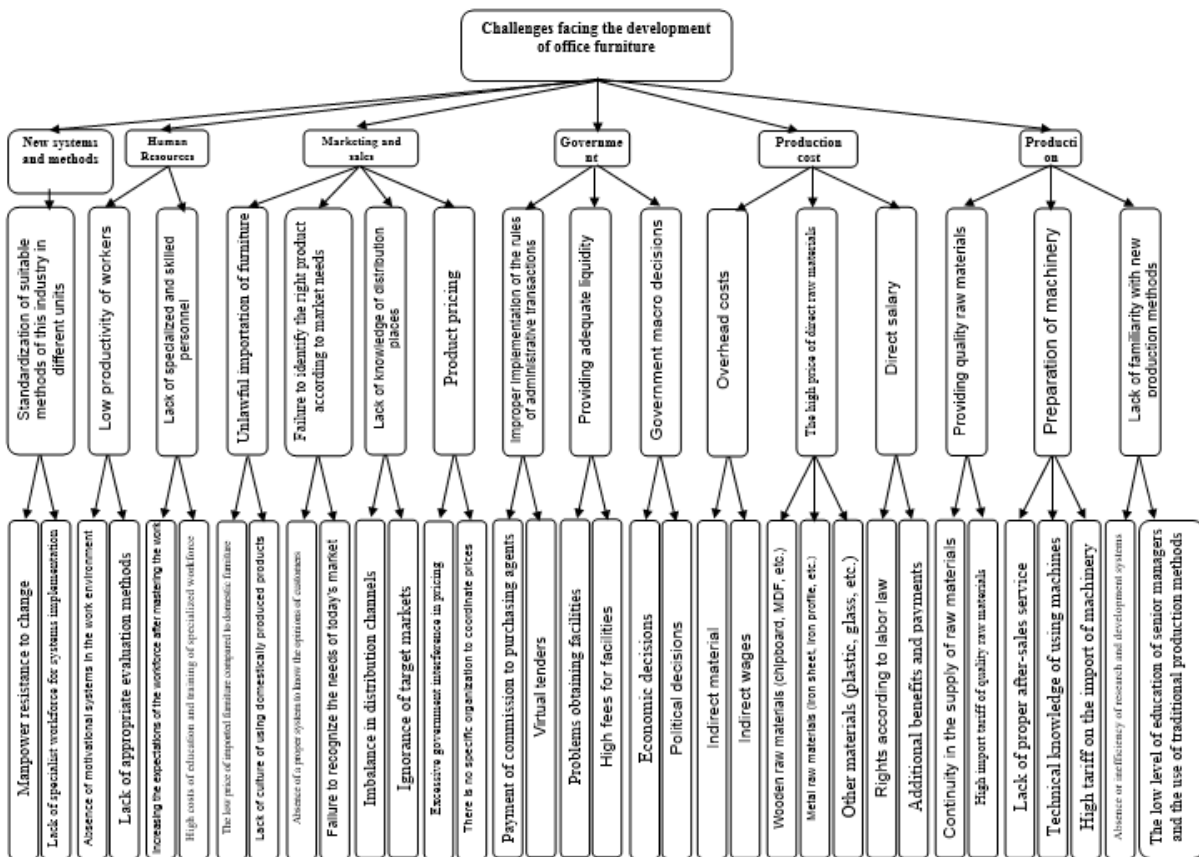 Challenges facing the development
of office furniture
New systems
and methods
Human
Resources
Marketing and
sales
Governme
nt
Production
cost
Producti
on
Standardization of suitable
methods of this industry in
different units
Low productivity of workers
Lack of specialized and skilled
personnel
Unlawful importation of furniture
Failure to identify the right product
according to market needs
Lack of knowledge of distribution
places
Product pricing
Improper implementation of the rules
of administrative transactions
Providing adequate liquidity
Government macro decisions
Overhead costs
The high price of direct raw materials
Direct salary
Providing quality raw materials
Preparation of machinery
Lack of familiarity with new
production methods
Manpower resistance to change
Lack of specialist workforce for systems implementation
Absence of motivational systems in the work environment
Lack of appropriate evaluation methods
Increasing the expectations of the workforce after mastering the work
High costs of education and training of specialized workforce
The low price of imported furniture compared to domestic furniture
Lack of culture of using domestically produced products
Absence of a proper system to know the opinions of customers
Failure to recognize the needs of today's market
Imbalance in distribution channels
Ignorance of target markets
Excessive government interference in pricing
There is no specific organization to coordinate prices
Payment of commission to purchasing agents
Virtual tenders
Problems obtaining facilities
High fees for facilities
Economic decisions
Political decisions
Indirect material
Indirect wages
Wooden raw materials (chipboard, MDF, etc.)
Metal raw materials (Iron sheet, Iron profile, etc.)
Other materials (plastic, glass, etc.)
Rights according to labor law
Additional benefits and payments
Continuity in the supply of raw materials
High import tariff of quality raw materials
Lack of proper after-sales service
Technical knowledge of using machines
High tariff on the import of machinery
Absence or inefficiency of research and development systems
The low level of education of senior managers
and the use of traditional production methods